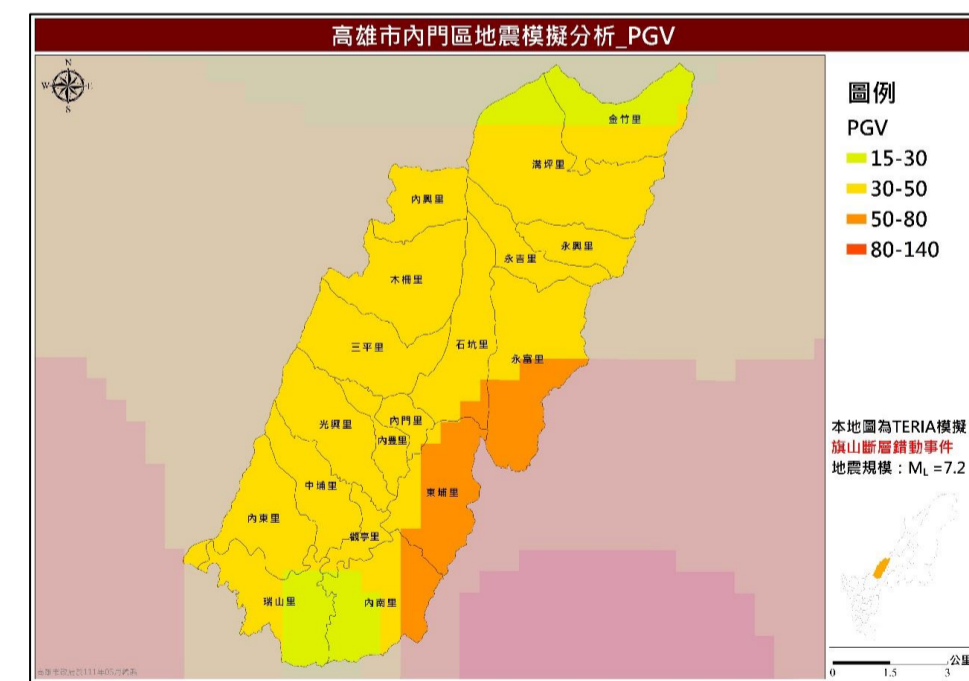 高雄市內門區地震模擬分析_PGV
N
W
E
S
圖例
PGV
15-30
30-50
50-80
80-140
金竹里
溝坪里
內興里
永興里
永吉里
木柵里
石坑里
三平里
永富里
光興里
內門里
內豐里
中埔里
東埔里
內東里
觀亭里
瑞山里
內南里
本地圖為TERIA模擬
旗山斷層錯動事件
地震規模：ML =7.2
公里
0 1.5 3